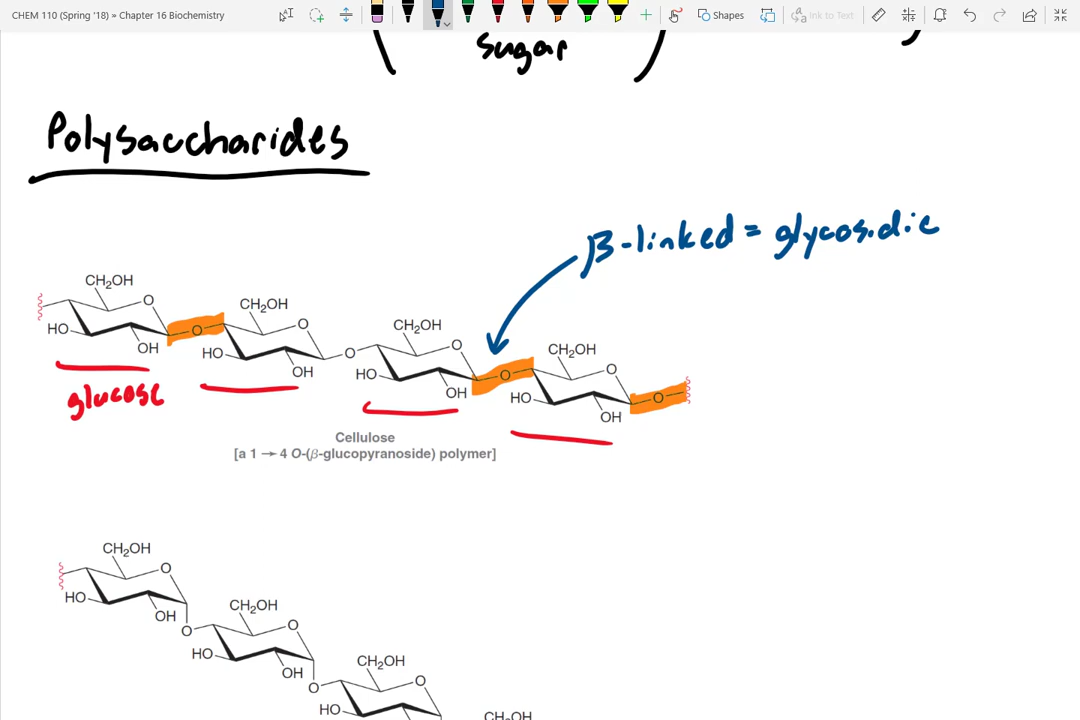 CHEM 110 (Spring '18) » Chapter 16 Biochemistry
Shapes
Ink to Text
sugar
Polysaccharides
β-linked = glycosidic
CH₂OH
O
HO
OH
O
CH₂OH
O
HO
OH
O
CH₂OH
O
HO
OH
O
CH₂OH
O
HO
OH
O
glucose
Cellulose
[a 1 → 4 O-(β-glucopyranoside) polymer]
CH₂OH
O
HO
OH
O
CH₂OH
O
HO
OH
O
CH₂OH
O
HO
CH₂OH